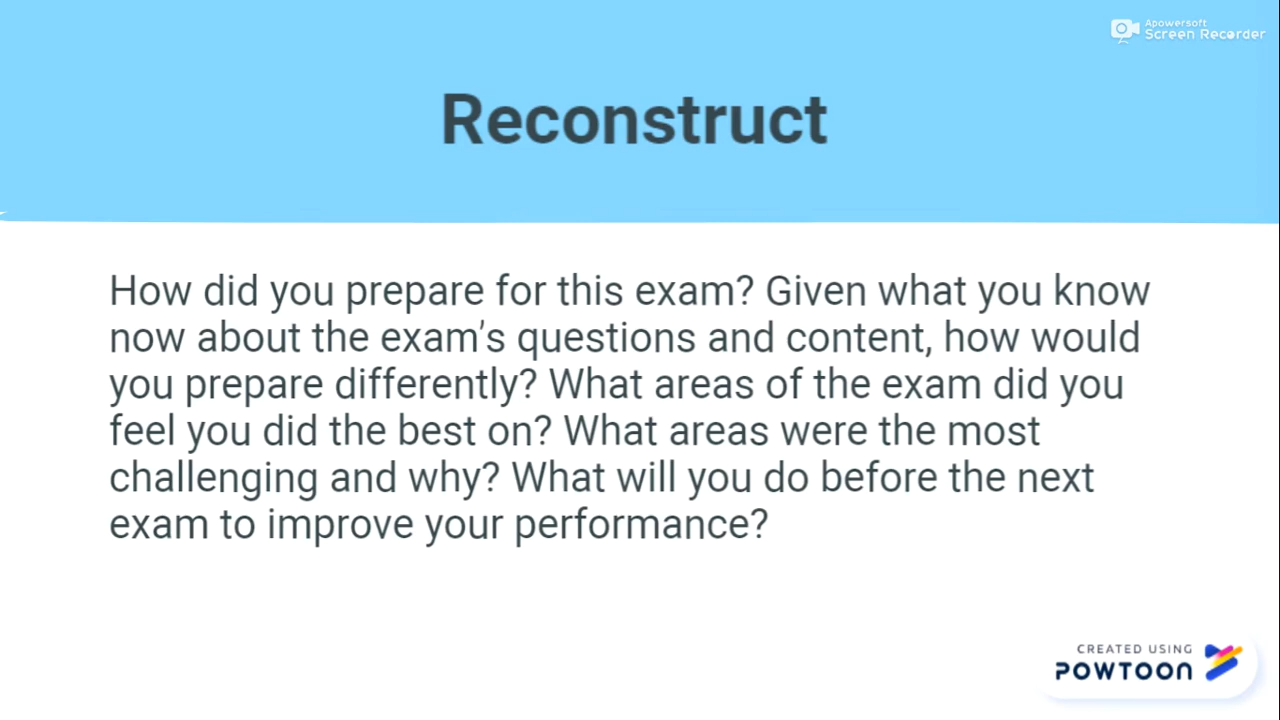 Apowersoft
Screen Recorder
Reconstruct
How did you prepare for this exam? Given what you know
now about the exam's questions and content, how would
you prepare differently? What areas of the exam did you
feel you did the best on? What areas were the most
challenging and why? What will you do before the next
exam to improve your performance?
CREATED USING
POWTOON